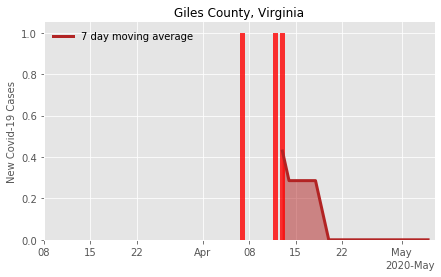 Giles County, Virginia
7 day moving average
New Covid-19 Cases
1.0
0.8
0.6
0.4
0.2
0.0
08 15 22 Apr 08 15 22 May
2020-May